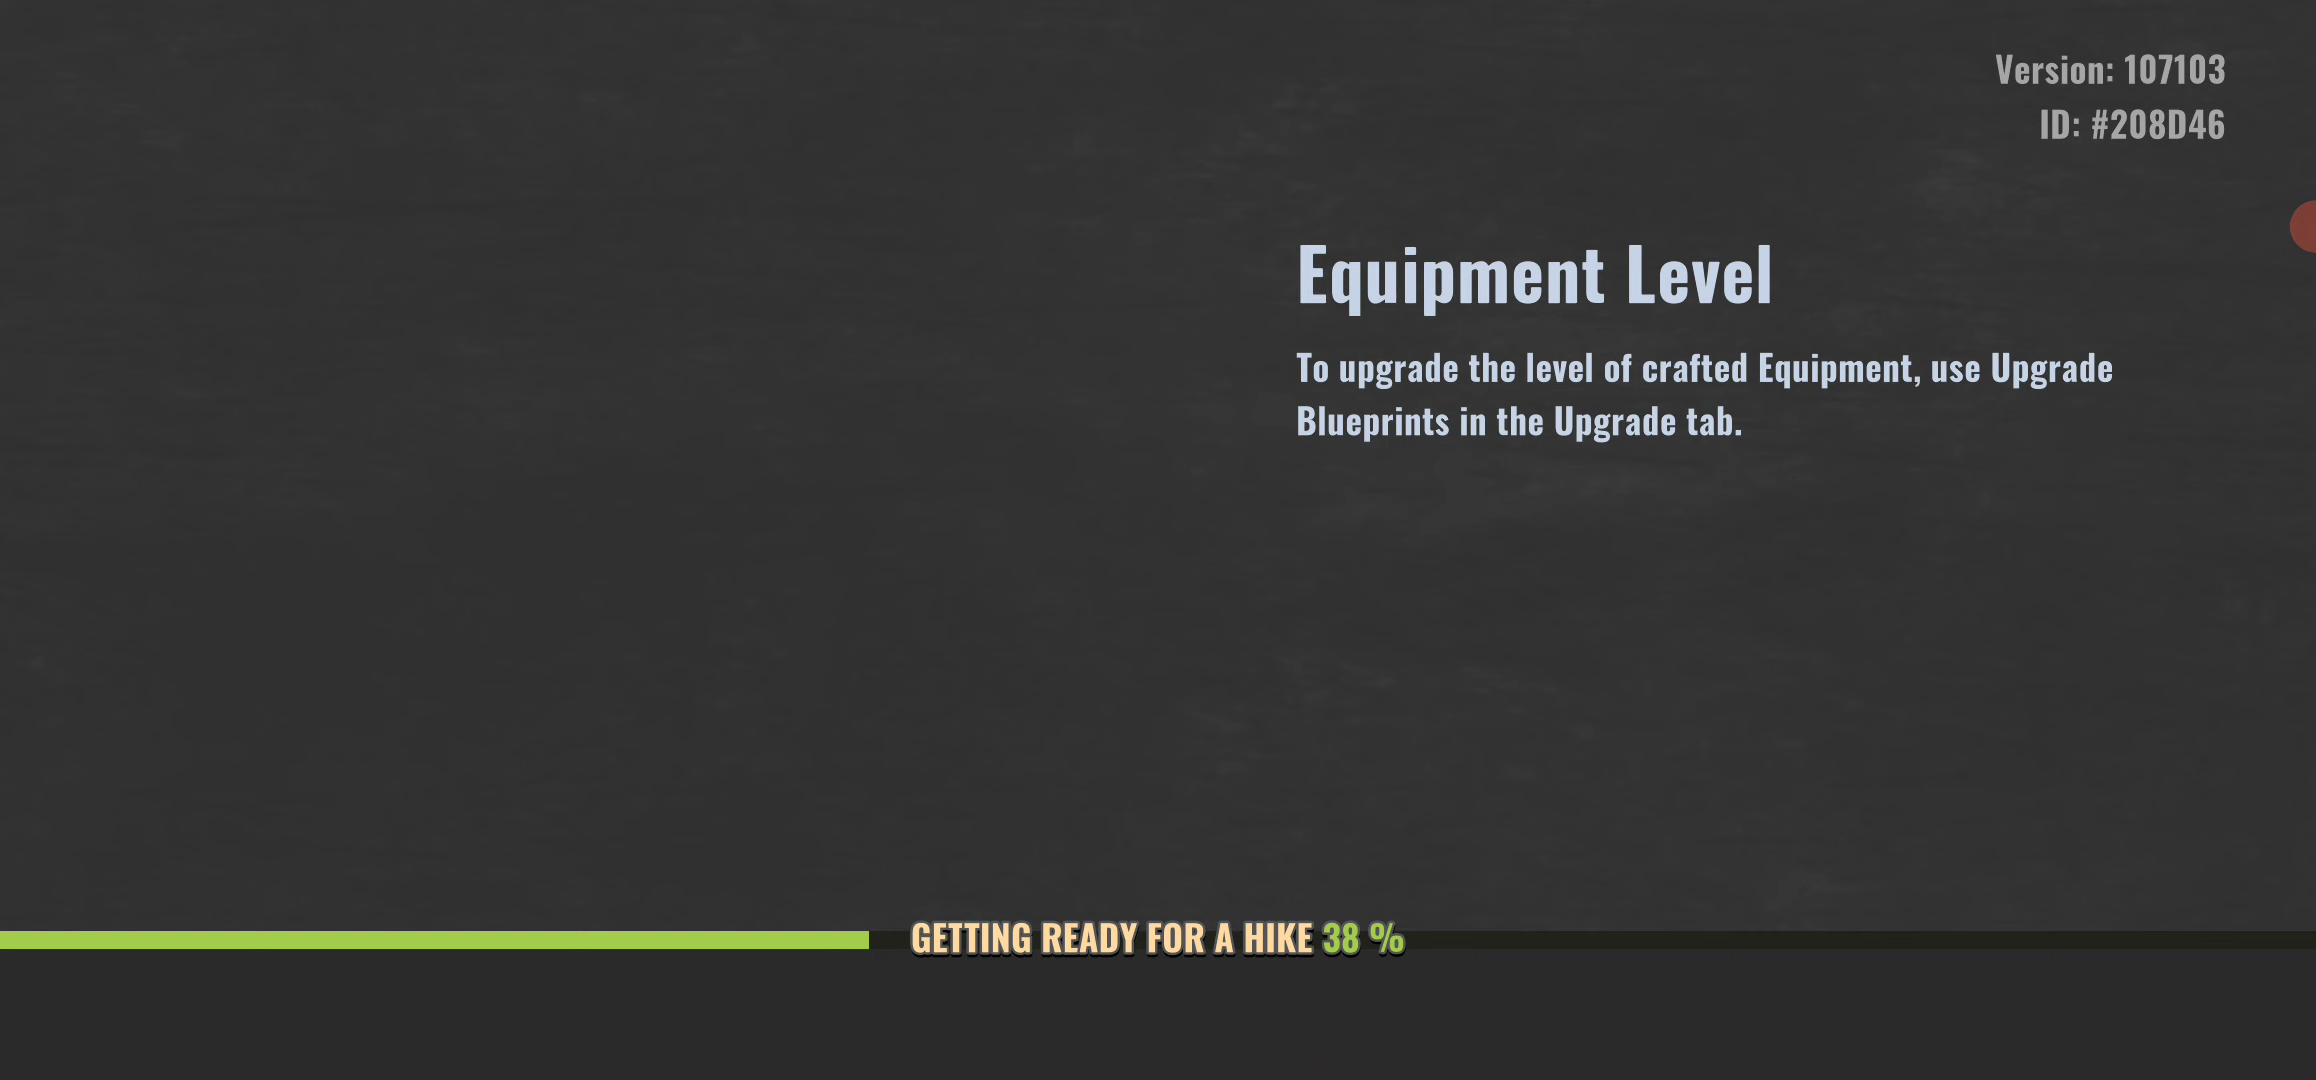 Version: 107103
ID: #208D46
Equipment Level
To upgrade the level of crafted Equipment, use Upgrade
Blueprints in the Upgrade tab.
GETTING READY FOR A HIKE 38 %